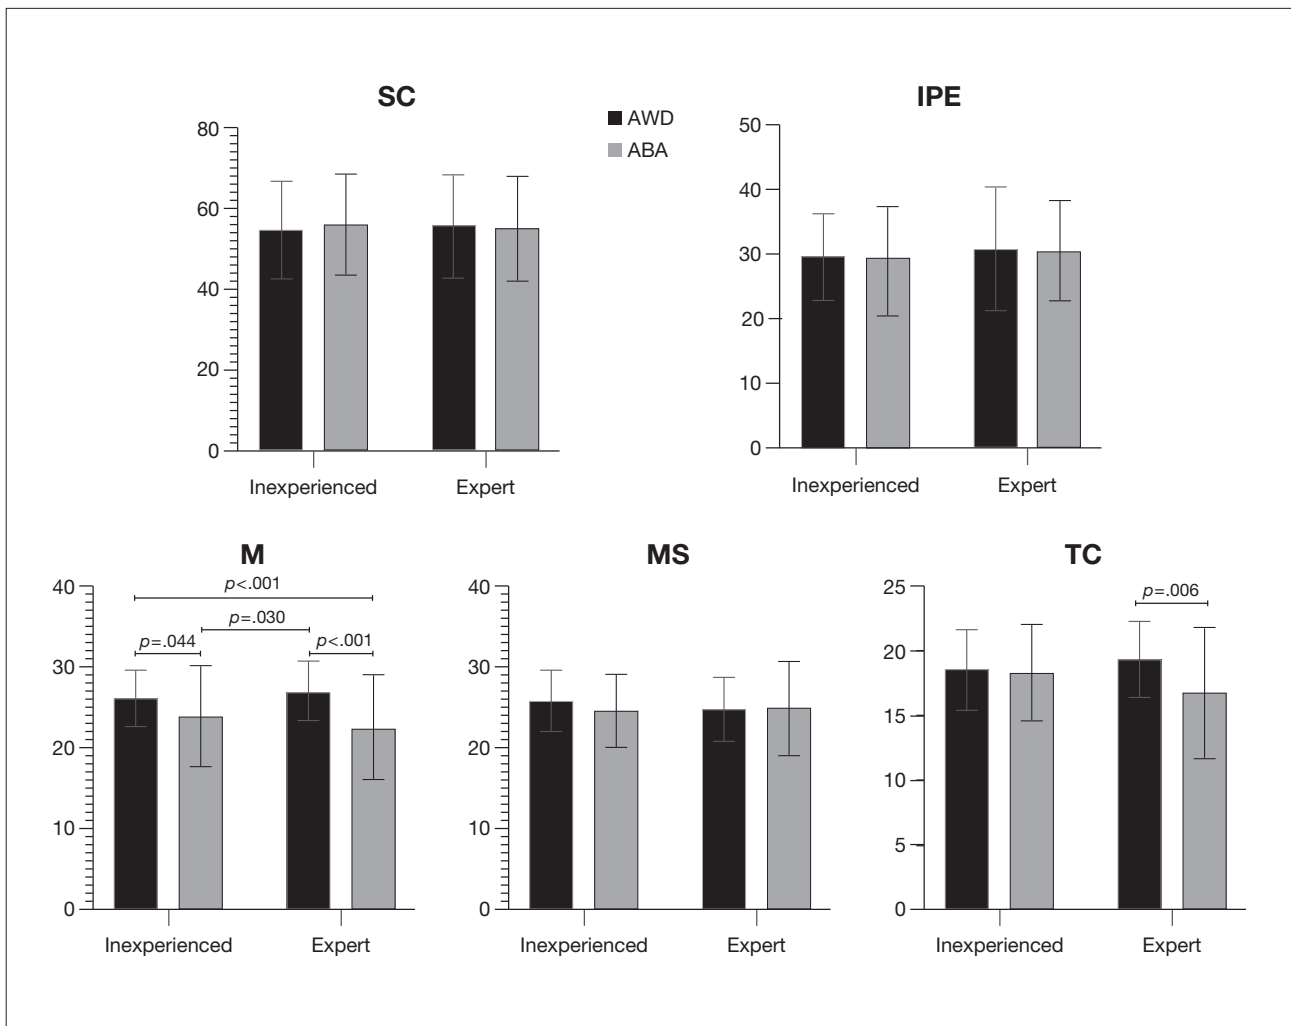 SC
AWD
ABA
80
60
40
20
0
Inexperienced
Expert
IPE
50
40
30
20
10
0
Inexperienced
Expert
M
40
30
20
10
0
p<.001
p=.030
p=.044
p<.001
Inexperienced
Expert
MS
40
30
20
10
0
Inexperienced
Expert
TC
25
20
15
10
5
0
p=.006
Inexperienced
Expert